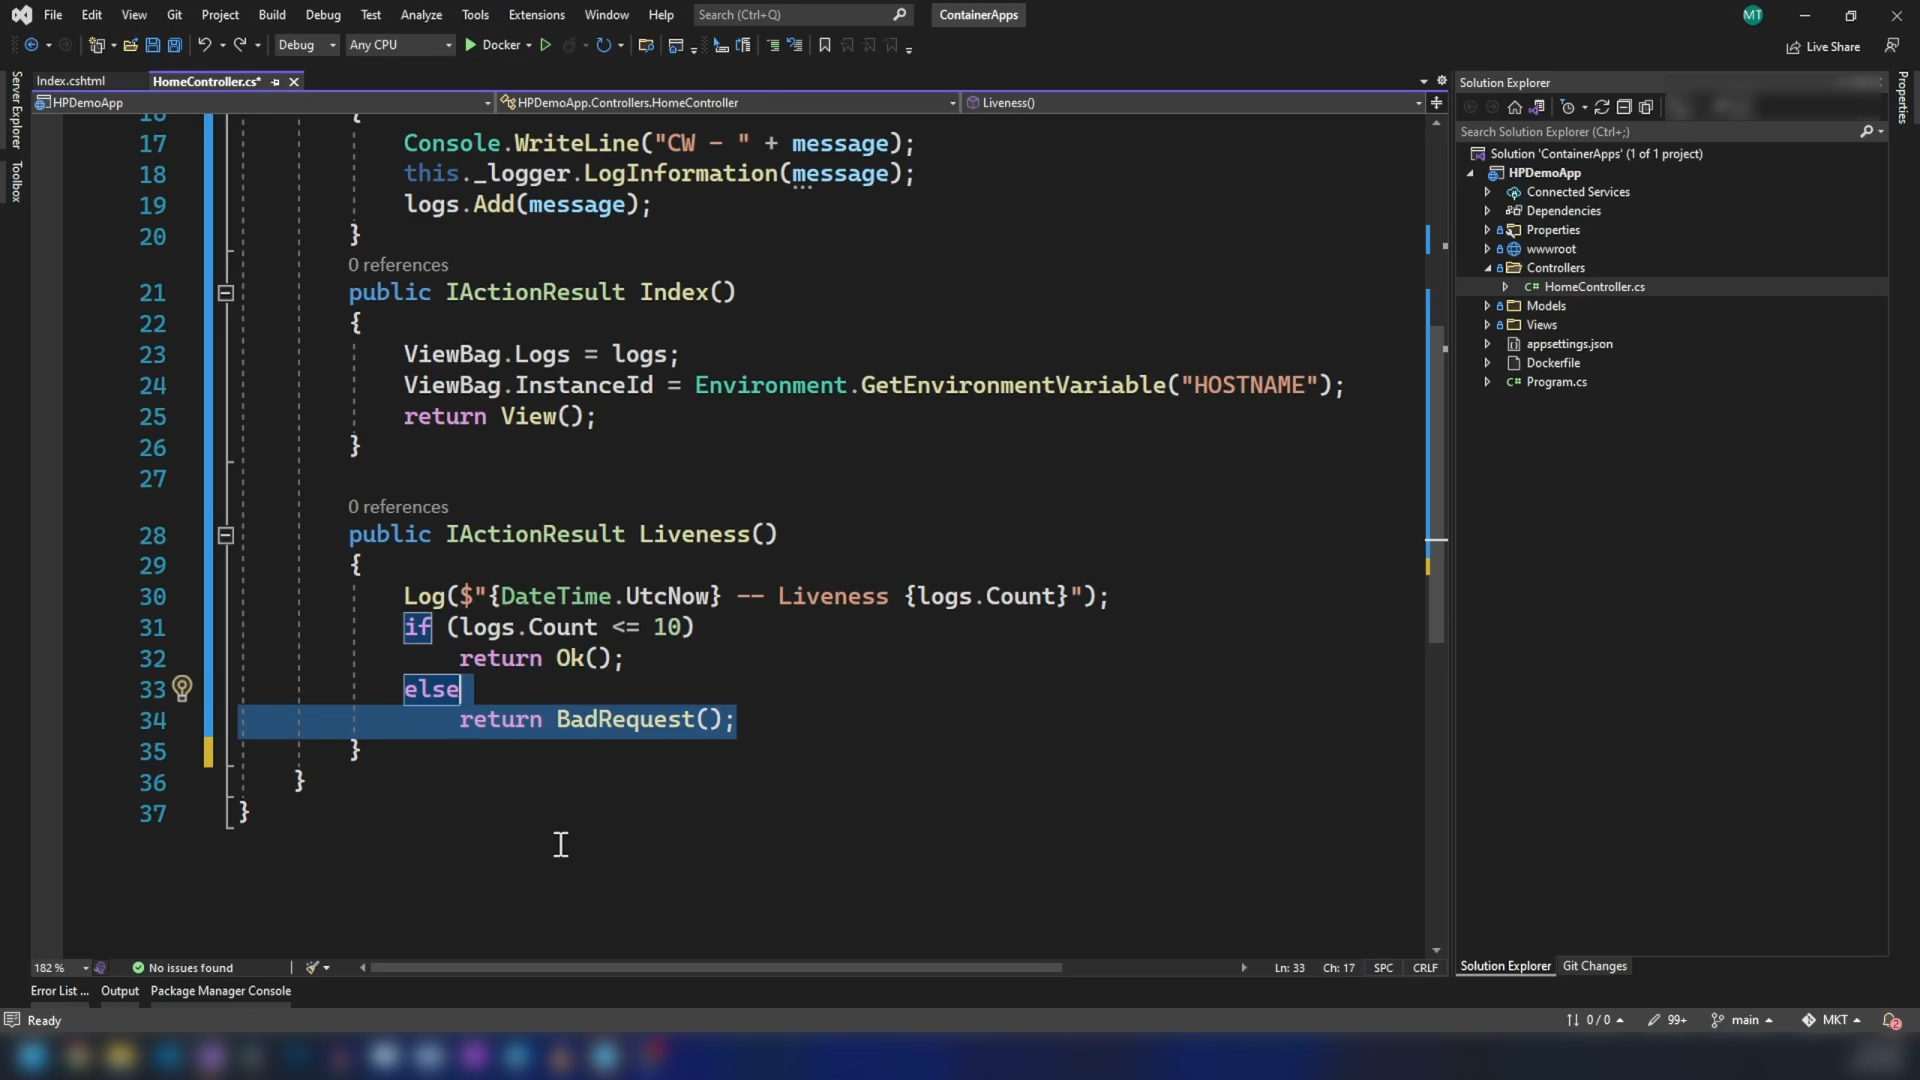 File Edit View Git Project Build Debug Test Analyze Tools Extensions Window Help Search (Ctrl+Q) ContainerApps MT
Debug Any CPU Docker Live Share
Server Explorer
Toolbox
Index.cshtml HomeController.cs*
HPDemoApp HPDemoApp.Controllers.HomeController Liveness()
16 {
17 Console.WriteLine("CW - " + message);
18 this._logger.LogInformation(message);
19 logs.Add(message);
20 }
0 references
21 public IActionResult Index()
22 {
23 ViewBag.Logs = logs;
24 ViewBag.InstanceId = Environment.GetEnvironmentVariable("HOSTNAME");
25 return View();
26 }
27
0 references
28 public IActionResult Liveness()
29 {
30 Log($"{DateTime.UtcNow} -- Liveness {logs.Count}");
31 if (logs.Count <= 10)
32 return Ok();
33 else
34 return BadRequest();
35 }
36 }
37 }
182 % No issues found Ln: 33 Ch: 17 SPC CRLF
Solution Explorer
Search Solution Explorer (Ctrl+;)
Solution 'ContainerApps' (1 of 1 project)
HPDemoApp
Connected Services
Dependencies
Properties
wwwroot
Controllers
C# HomeController.cs
Models
Views
appsettings.json
Dockerfile
C# Program.cs
Properties
Solution Explorer Git Changes
Error List ... Output Package Manager Console
Ready 0 / 0 99+ main MKT 2